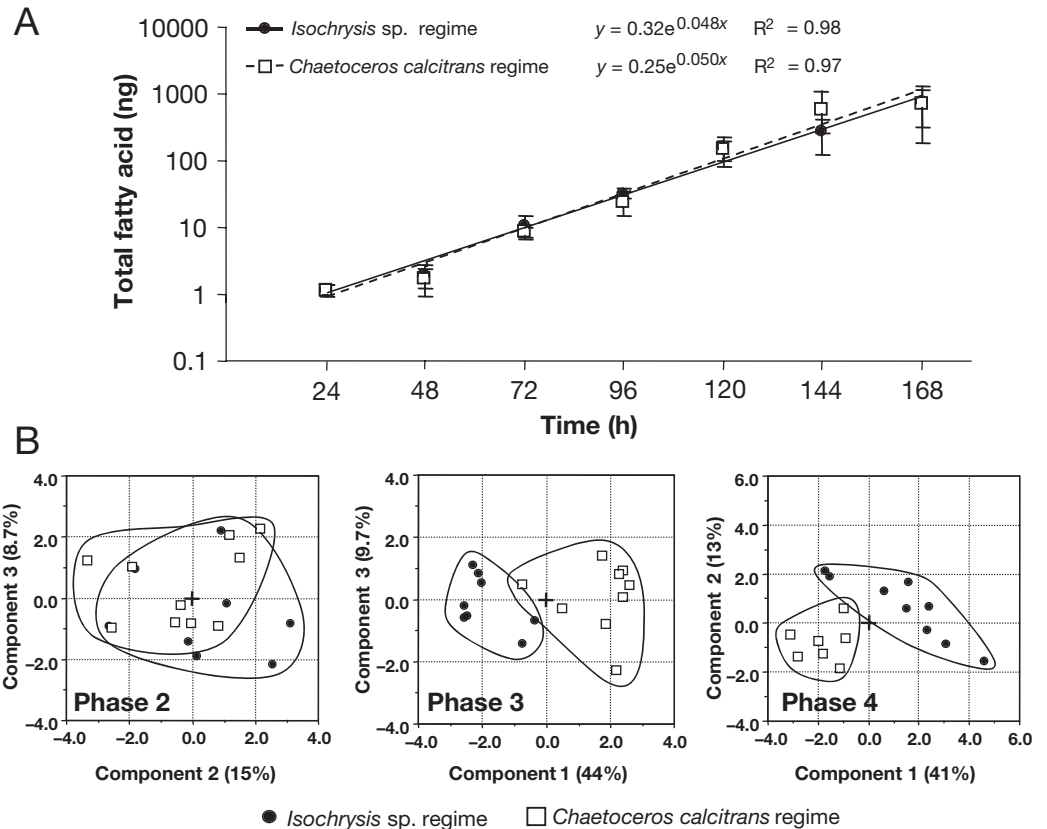 A
Total fatty acid (ng)
10000
1000
100
10
1
0.1
Isochrysis sp. regime y = 0.32e^0.048x R² = 0.98
Chaetoceros calcitrans regime y = 0.25e^0.050x R² = 0.97
24 48 72 96 120 144 168
Time (h)
B
Component 3 (8.7%)
4.0
2.0
0.0
–2.0
–4.0
Phase 2
–4.0 –2.0 0.0 2.0 4.0
Component 2 (15%)
Component 3 (9.7%)
4.0
2.0
0.0
–2.0
–4.0
Phase 3
–4.0 –2.0 0.0 2.0 4.0
Component 1 (44%)
Component 2 (13%)
6.0
4.0
2.0
0.0
–2.0
–4.0
Phase 4
–4.0 –2.0 0.0 2.0 4.0 6.0
Component 1 (41%)
Isochrysis sp. regime Chaetoceros calcitrans regime